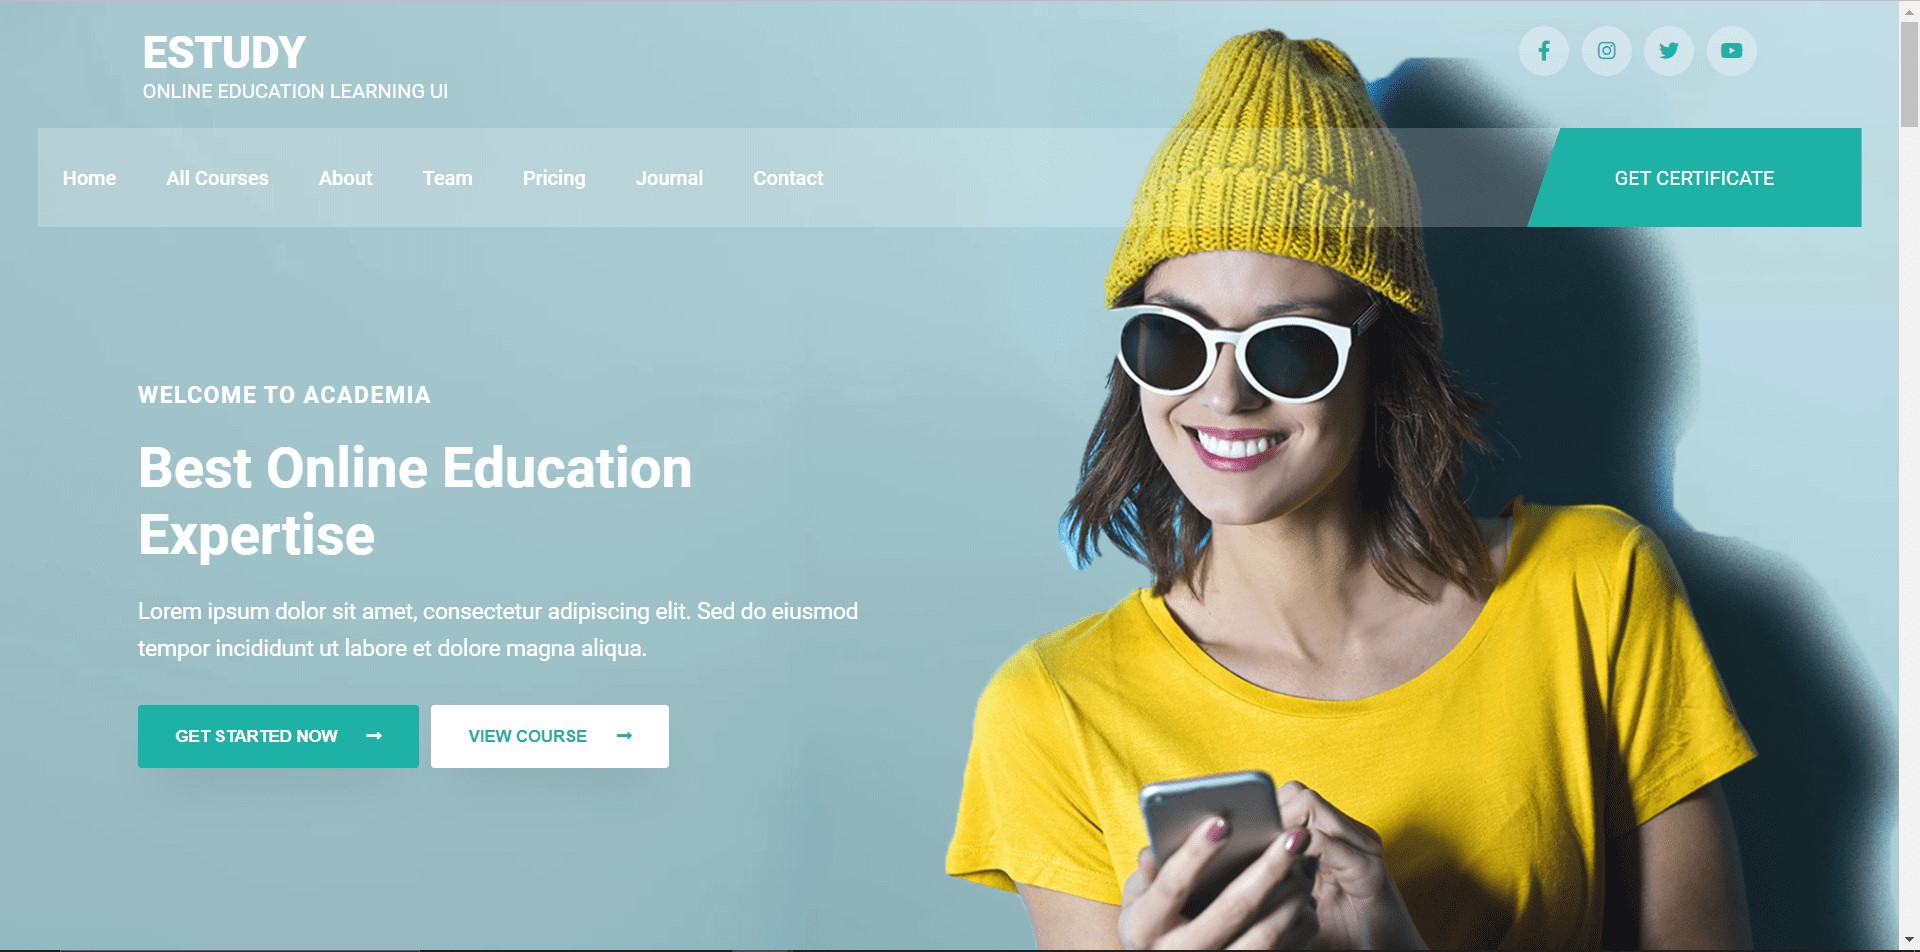 ESTUDY
ONLINE EDUCATION LEARNING UI
Home All Courses About Team Pricing Journal Contact GET CERTIFICATE
WELCOME TO ACADEMIA
Best Online Education
Expertise
Lorem ipsum dolor sit amet, consectetur adipiscing elit. Sed do eiusmod
tempor incididunt ut labore et dolore magna aliqua.
GET STARTED NOW VIEW COURSE